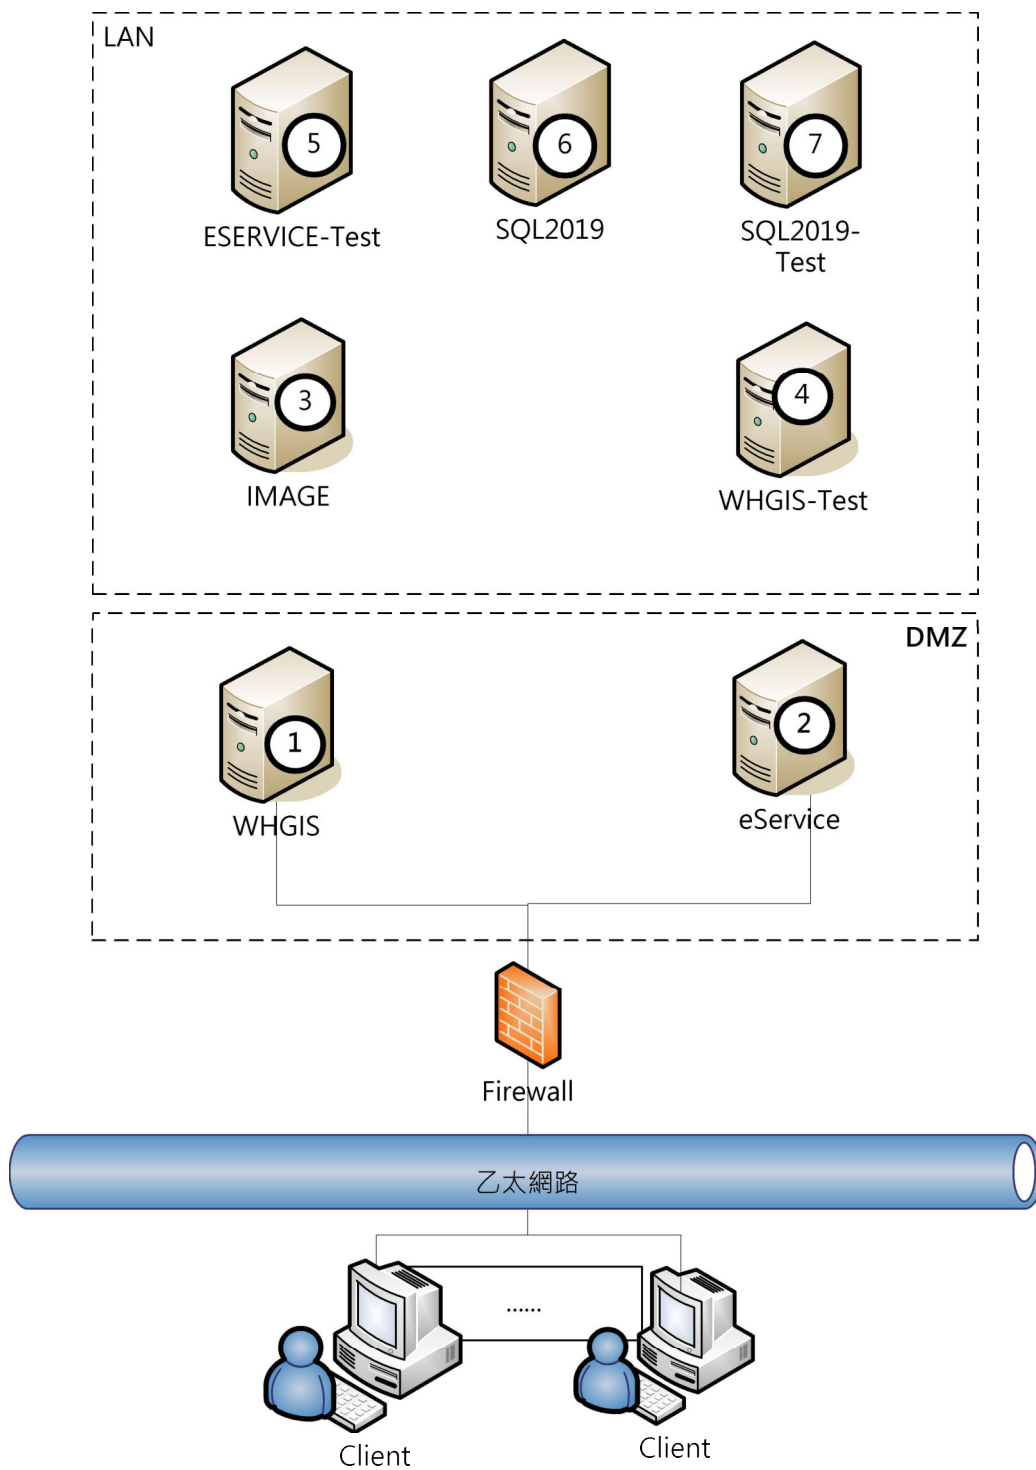 LAN
5
6
7
ESERVICE-Test
SQL2019
SQL2019-
Test
3
4
IMAGE
WHGIS-Test
DMZ
1
2
WHGIS
eService
Firewall
乙太網路
......
Client
Client